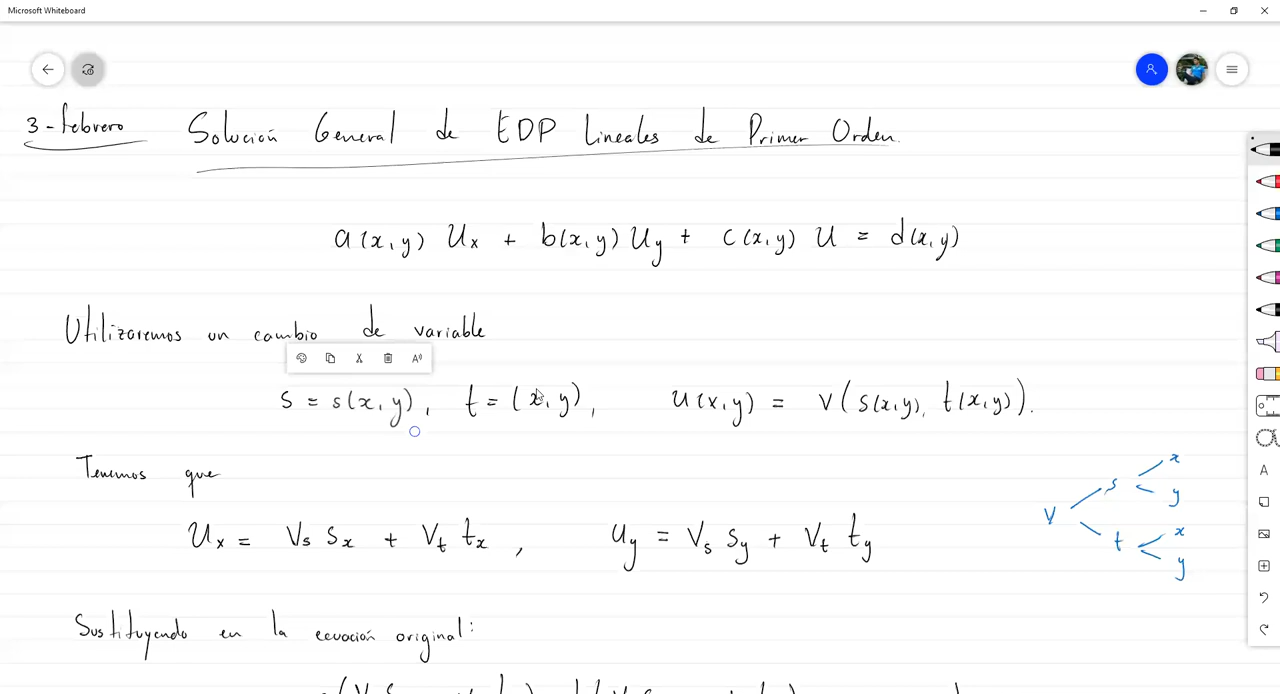 Microsoft Whiteboard
3-febrero Solución General de EDP Lineales de Primer Orden.
a(x,y) Ux + b(x,y) Uy + c(x,y) U = d(x,y)
Utilizaremos un cambio de variable
s = s(x,y), t = (x,y), u(x,y) = v(s(x,y), t(x,y)).
Tenemos que
Ux = Vs Sx + Vt tx, Uy = Vs Sy + Vt ty
V s x y t x y
Sustituyendo en la ecuación original: